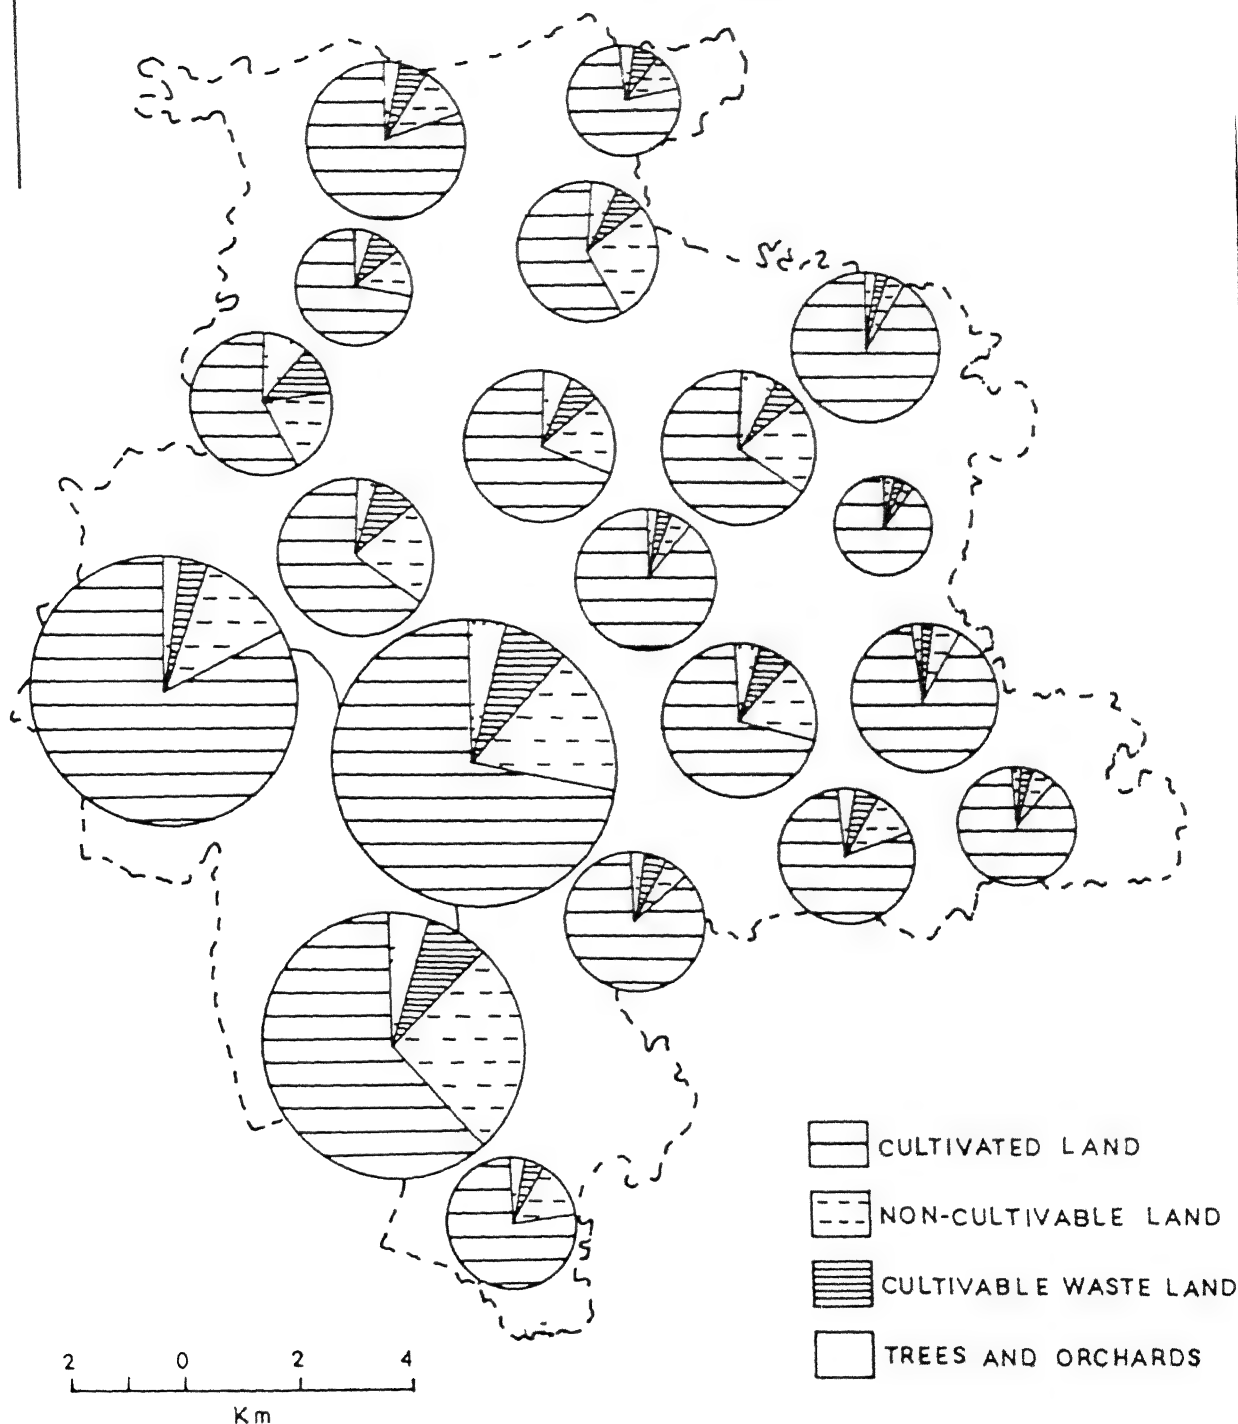 CULTIVATED LAND
NON-CULTIVABLE LAND
CULTIVABLE WASTE LAND
TREES AND ORCHARDS
2 0 2 4
Km